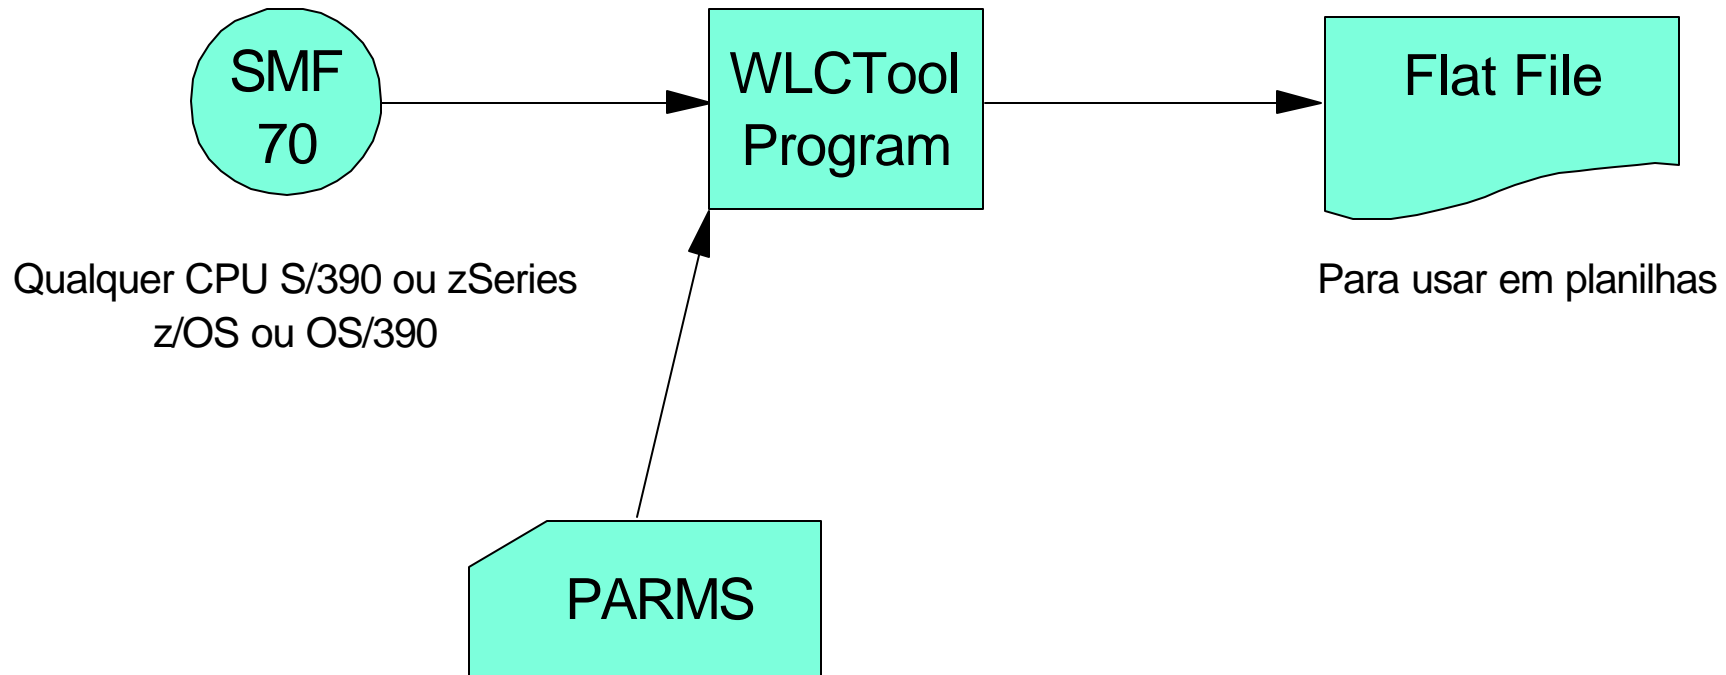 SMF
70
WLCTool
Program
Flat File
Qualquer CPU S/390 ou zSeries
z/OS ou OS/390
Para usar em planilhas
PARMS